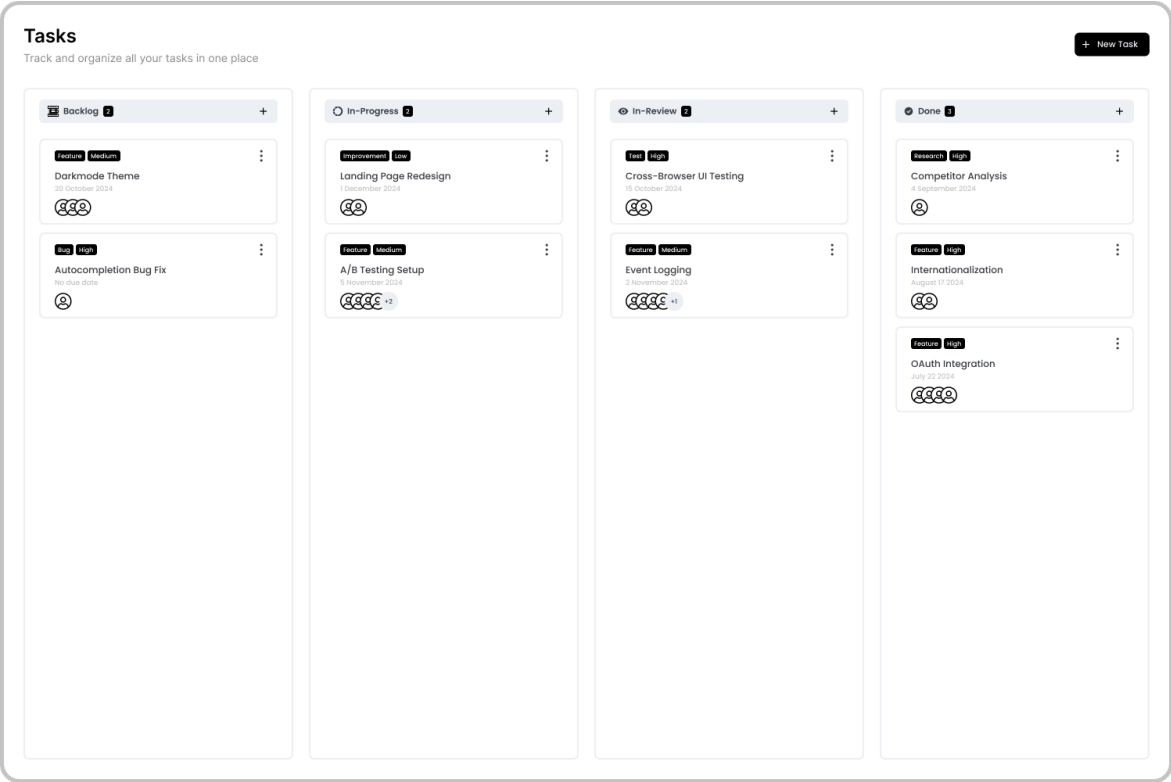 Tasks
Track and organize all your tasks in one place
+ New Task
Backlog 2 +
Feature Medium
Darkmode Theme
20 October 2024
Bug High
Autocompletion Bug Fix
No due date
In-Progress 2 +
Improvement Low
Landing Page Redesign
1 December 2024
Feature Medium
A/B Testing Setup
5 November 2024
+2
In-Review 2 +
Test High
Cross-Browser UI Testing
15 October 2024
Feature Medium
Event Logging
2 November 2024
+1
Done 3 +
Research High
Competitor Analysis
4 September 2024
Feature High
Internationalization
August 17 2024
Feature High
OAuth Integration
July 22 2024